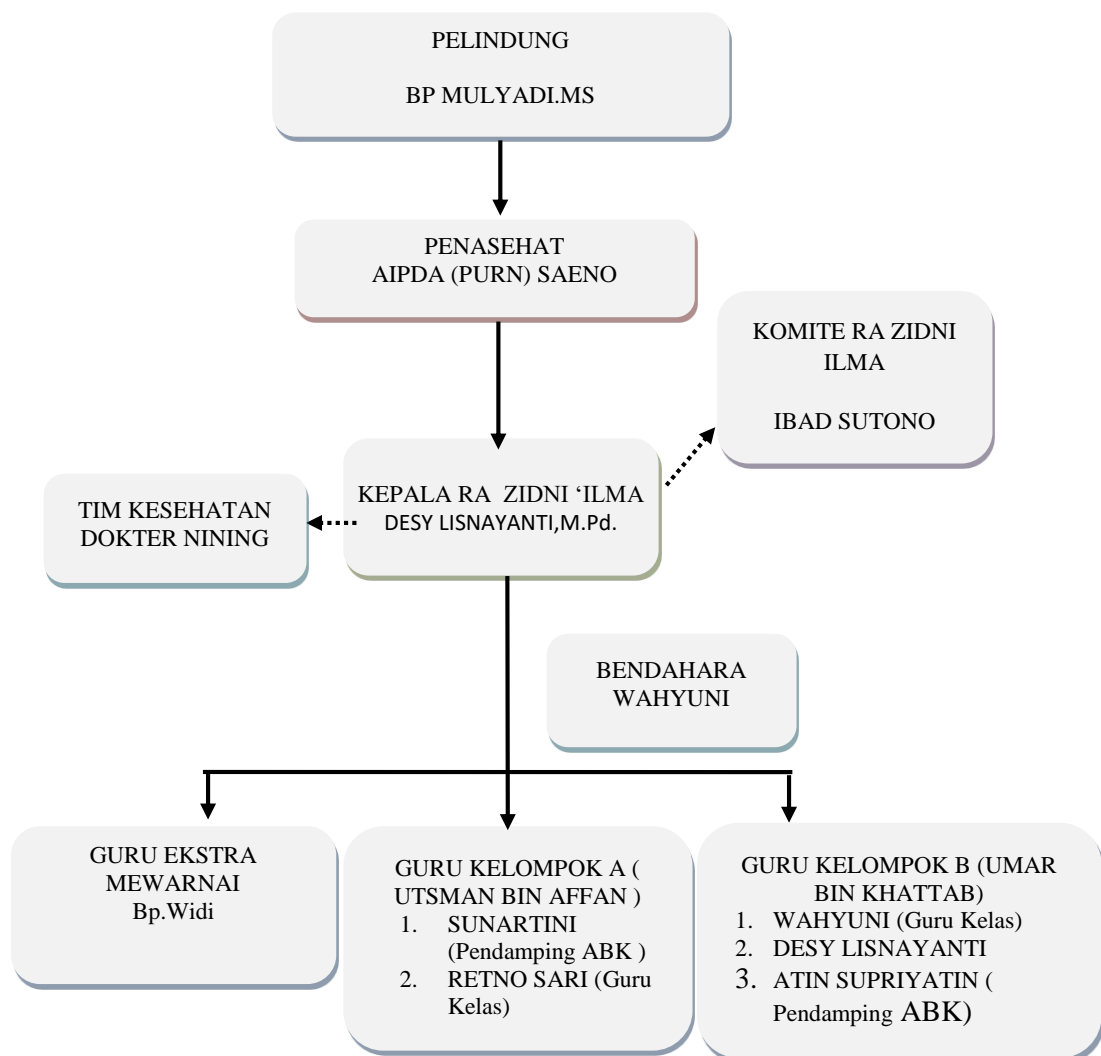 PELINDUNG
BP MULYADI.MS
PENASEHAT
AIPDA (PURN) SAENO
KOMITE RA ZIDNI
ILMA
IBAD SUTONO
KEPALA RA  ZIDNI ‘ILMA
DESY LISNAYANTI,M.Pd.
TIM KESEHATAN
DOKTER NINING
BENDAHARA
WAHYUNI
GURU EKSTRA
MEWARNAI
Bp.Widi
GURU KELOMPOK A (
UTSMAN BIN AFFAN )
1. SUNARTINI
(Pendamping ABK )
2. RETNO SARI (Guru
Kelas)
GURU KELOMPOK B (UMAR
BIN KHATTAB)
1. WAHYUNI (Guru Kelas)
2. DESY LISNAYANTI
3. ATIN SUPRIYATIN (
Pendamping ABK)